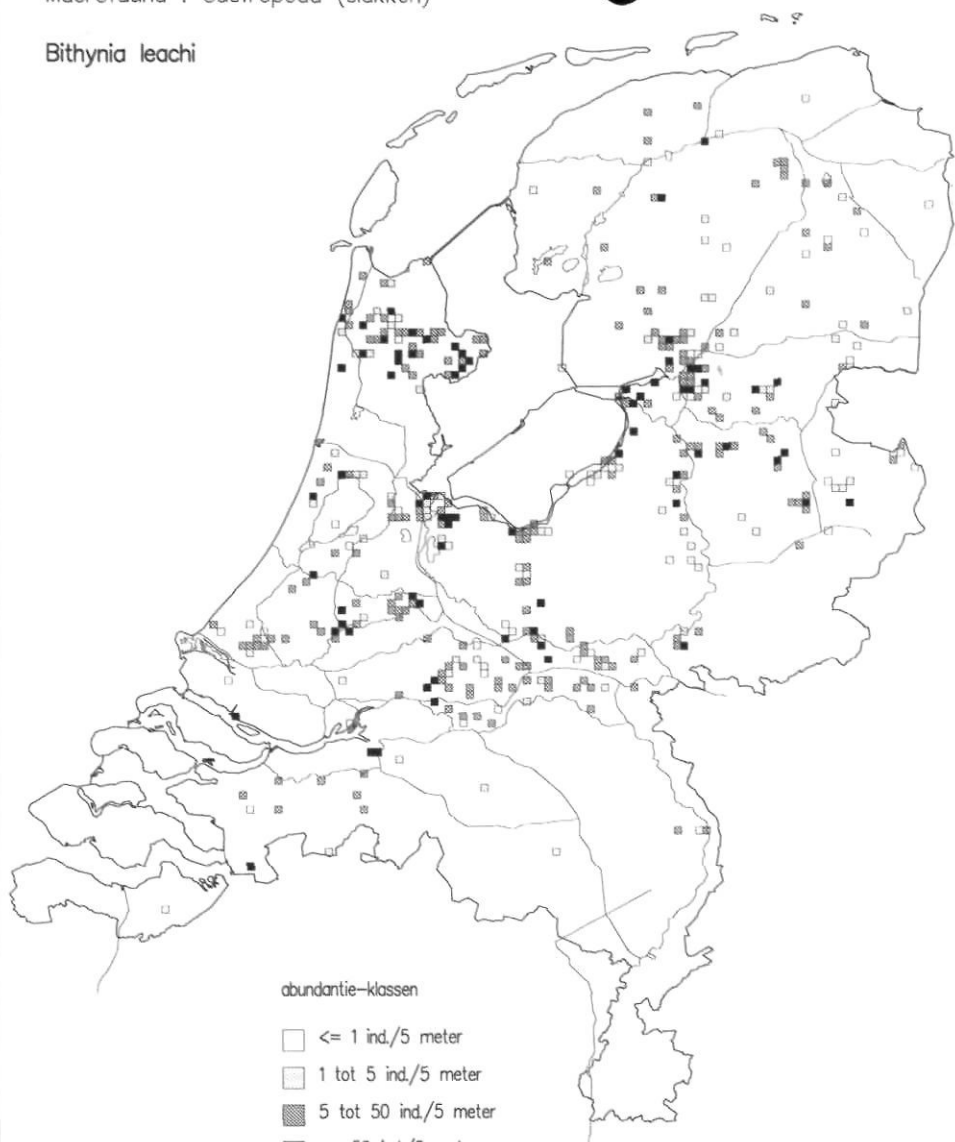 Bithynia leachi
abundantie-klassen
<= 1 ind./5 meter
1 tot 5 ind./5 meter
5 tot 50 ind./5 meter